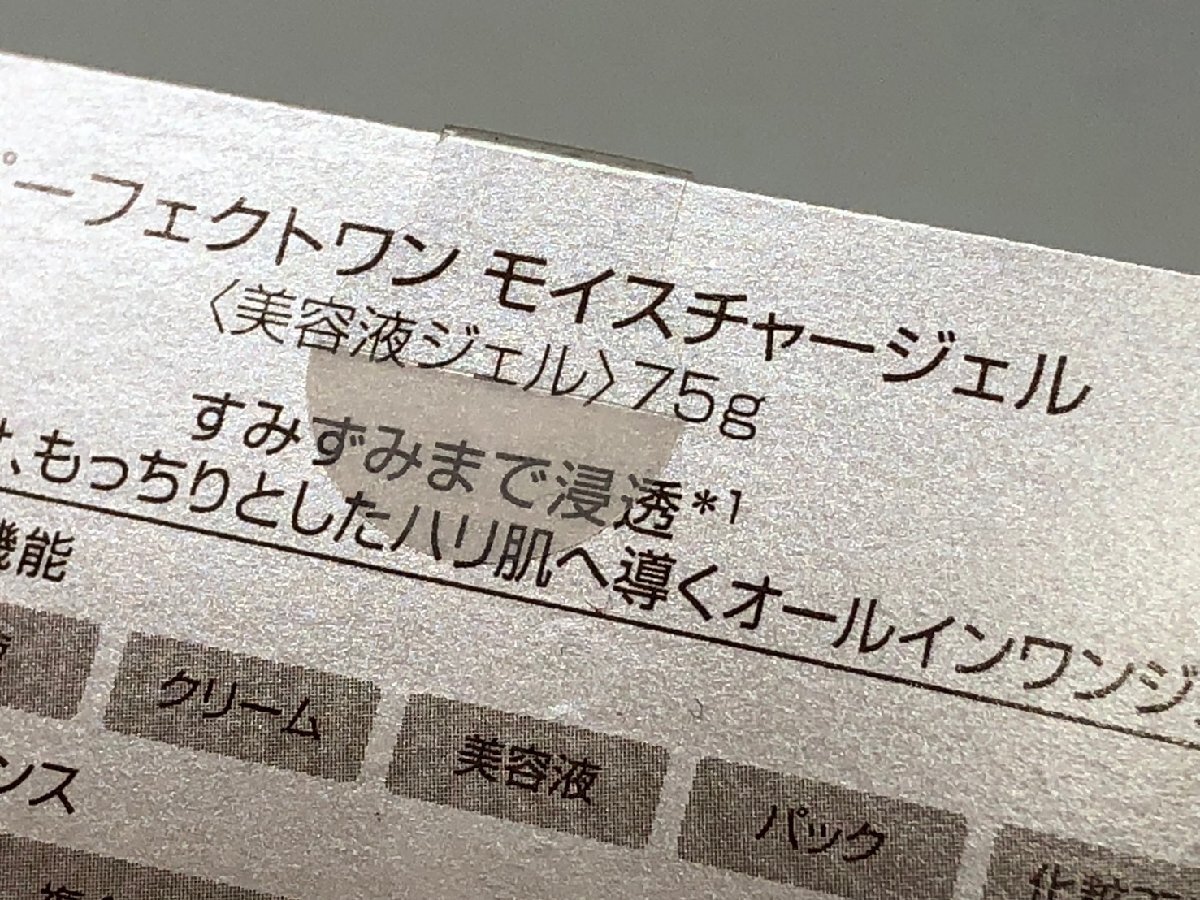 パーフェクトワン モイスチャージェル
〈美容液ジェル〉75g
すみずみまで浸透*1
、もっちりとしたハリ肌へ導くオールインワンジ
機能
クリーム 美容液 パック
ンス